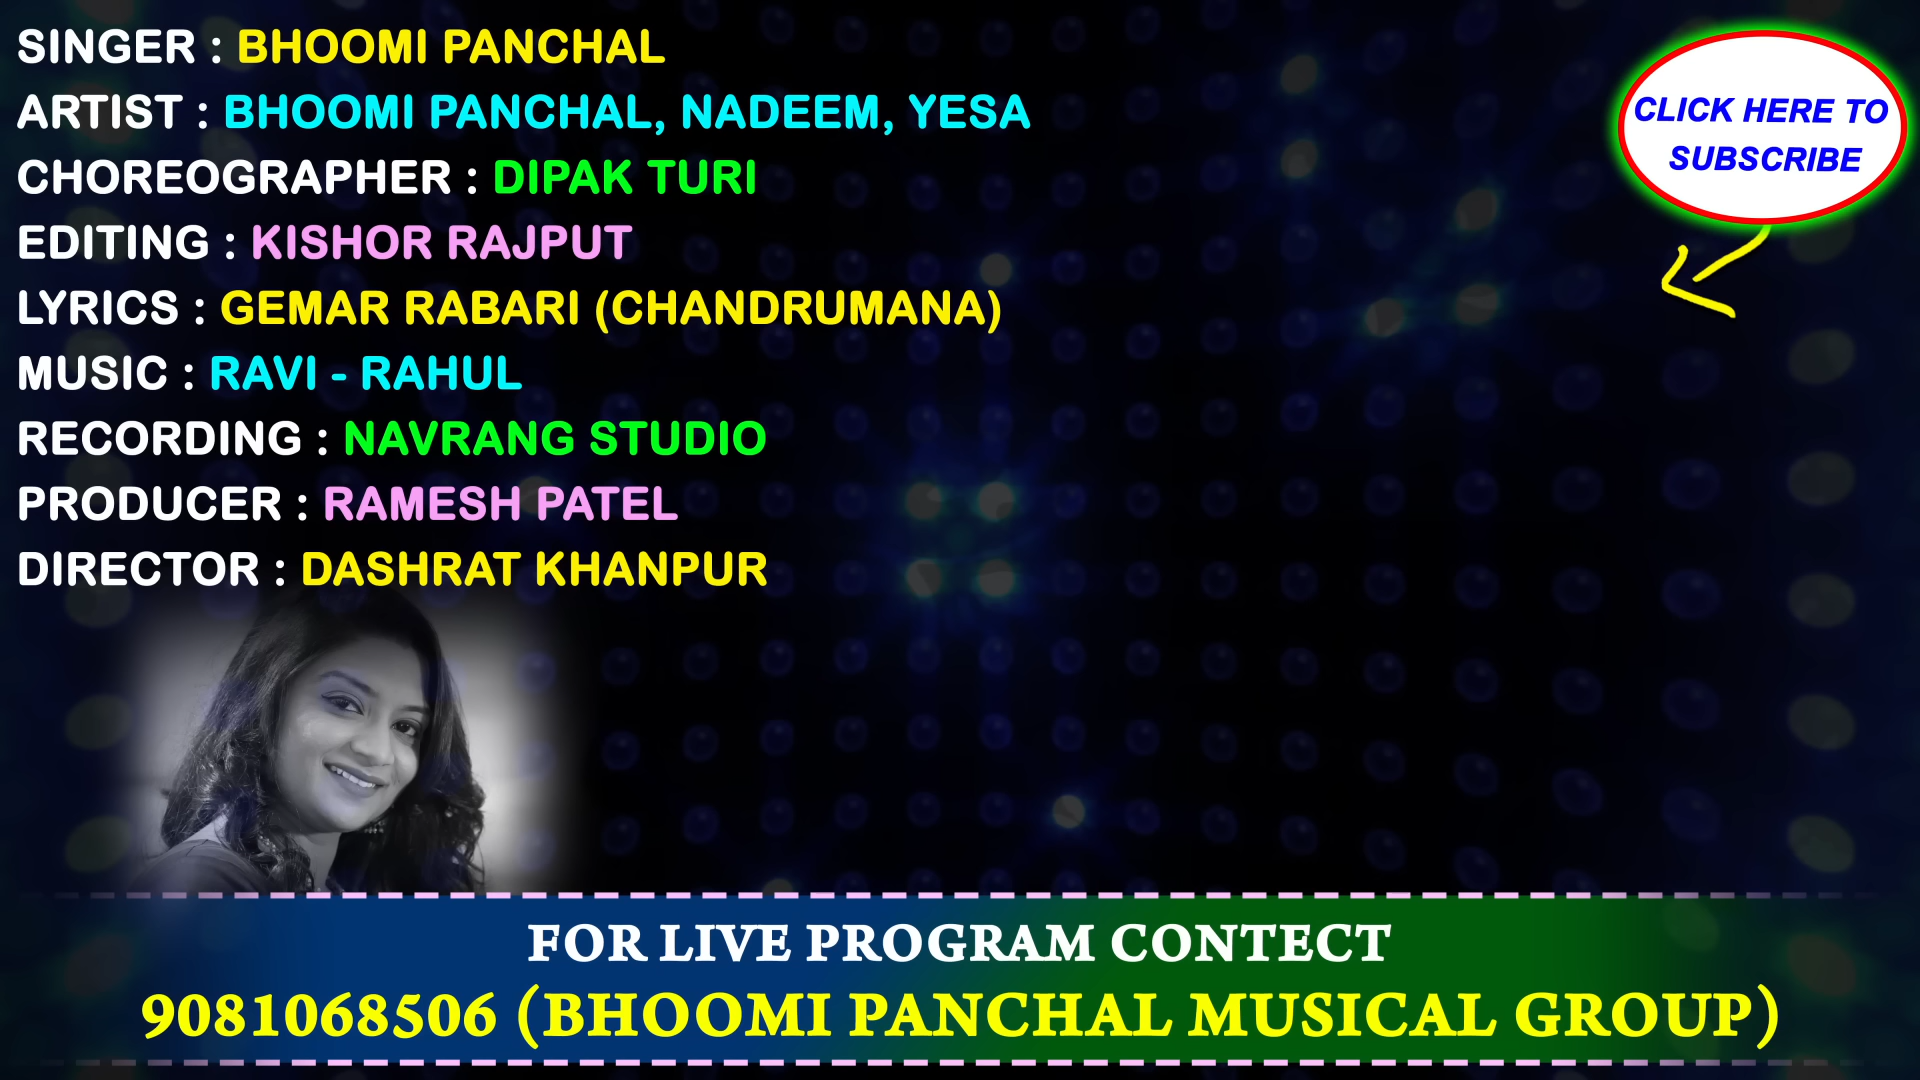 SINGER : BHOOMI PANCHAL
ARTIST : BHOOMI PANCHAL, NADEEM, YESA
CHOREOGRAPHER : DIPAK TURI
EDITING : KISHOR RAJPUT
LYRICS : GEMAR RABARI (CHANDRUMANA)
MUSIC : RAVI - RAHUL
RECORDING : NAVRANG STUDIO
PRODUCER : RAMESH PATEL
DIRECTOR : DASHRAT KHANPUR
CLICK HERE TO
SUBSCRIBE
FOR LIVE PROGRAM CONTECT
9081068506 (BHOOMI PANCHAL MUSICAL GROUP)